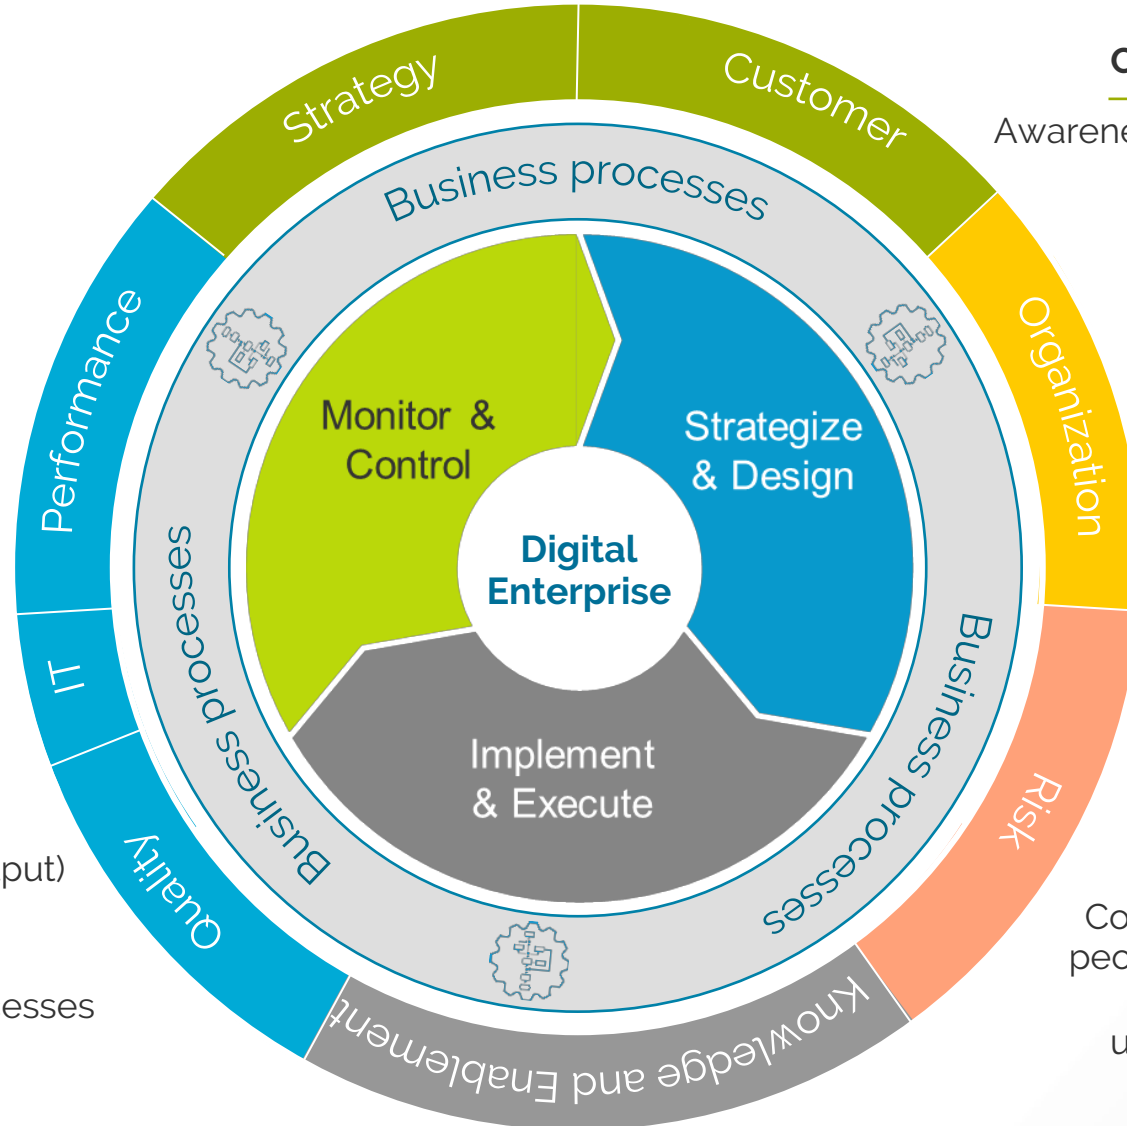 Strategy
Customer
Awarene
Organization
Risk
Knowledge and Enablement
Quality
IT
Performance
Business processes
Business processes
Business processes
Monitor &
Control
Strategize
& Design
Implement
& Execute
Digital
Enterprise
put)
esses
Co
peo
u